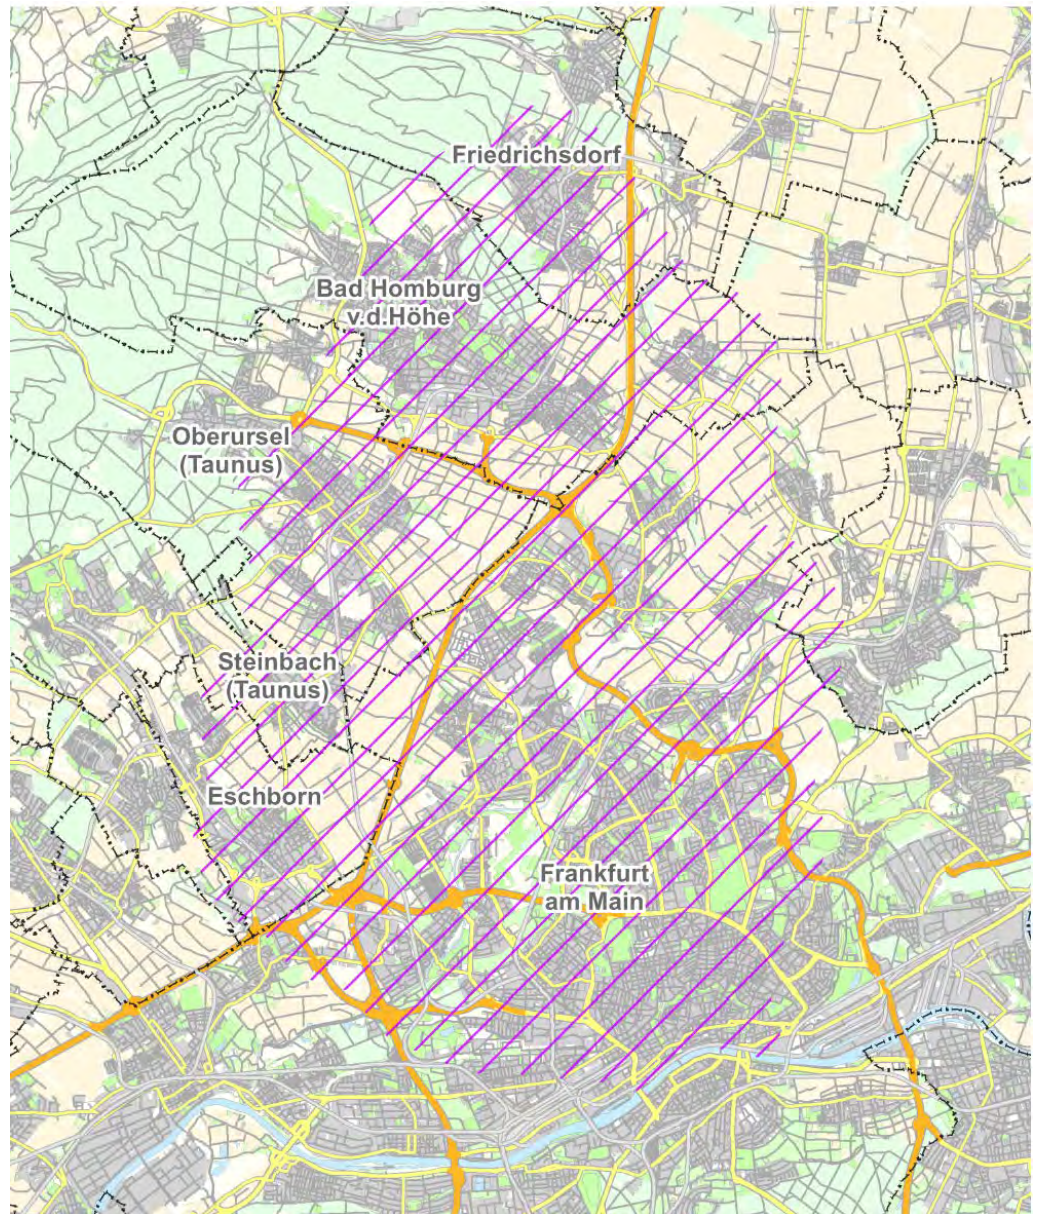 Friedrichsdorf
Bad Homburg
v.d.Höhe
Oberursel
(Taunus)
Steinbach
(Taunus)
Eschborn
Frankfurt
am Main